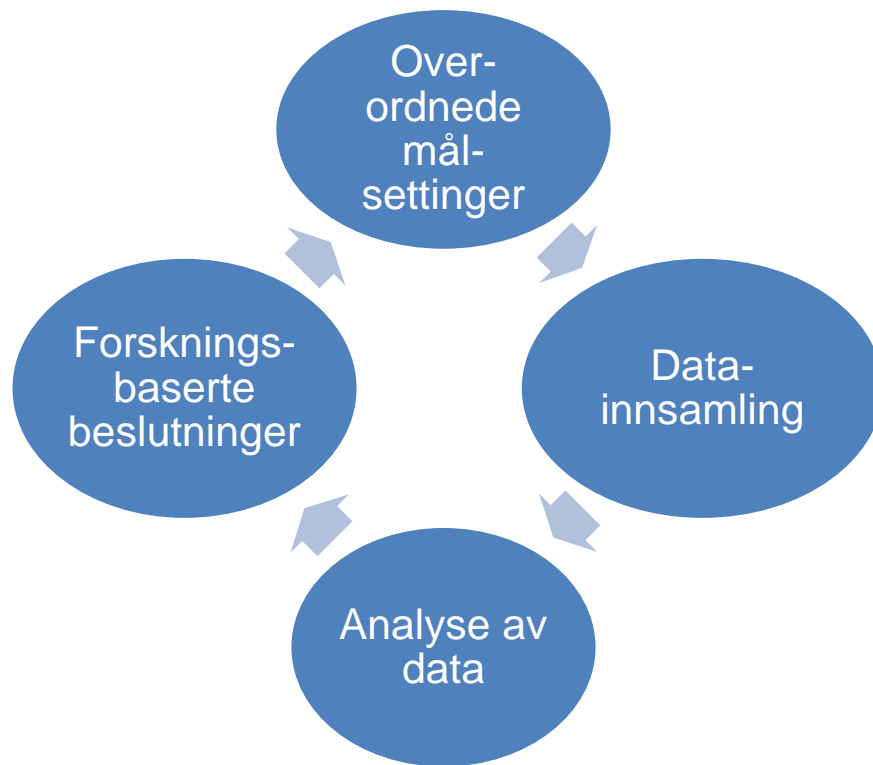 Over-
ordnede
mål-
settinger
Data-
innsamling
Analyse av
data
Forsknings-
baserte
beslutninger